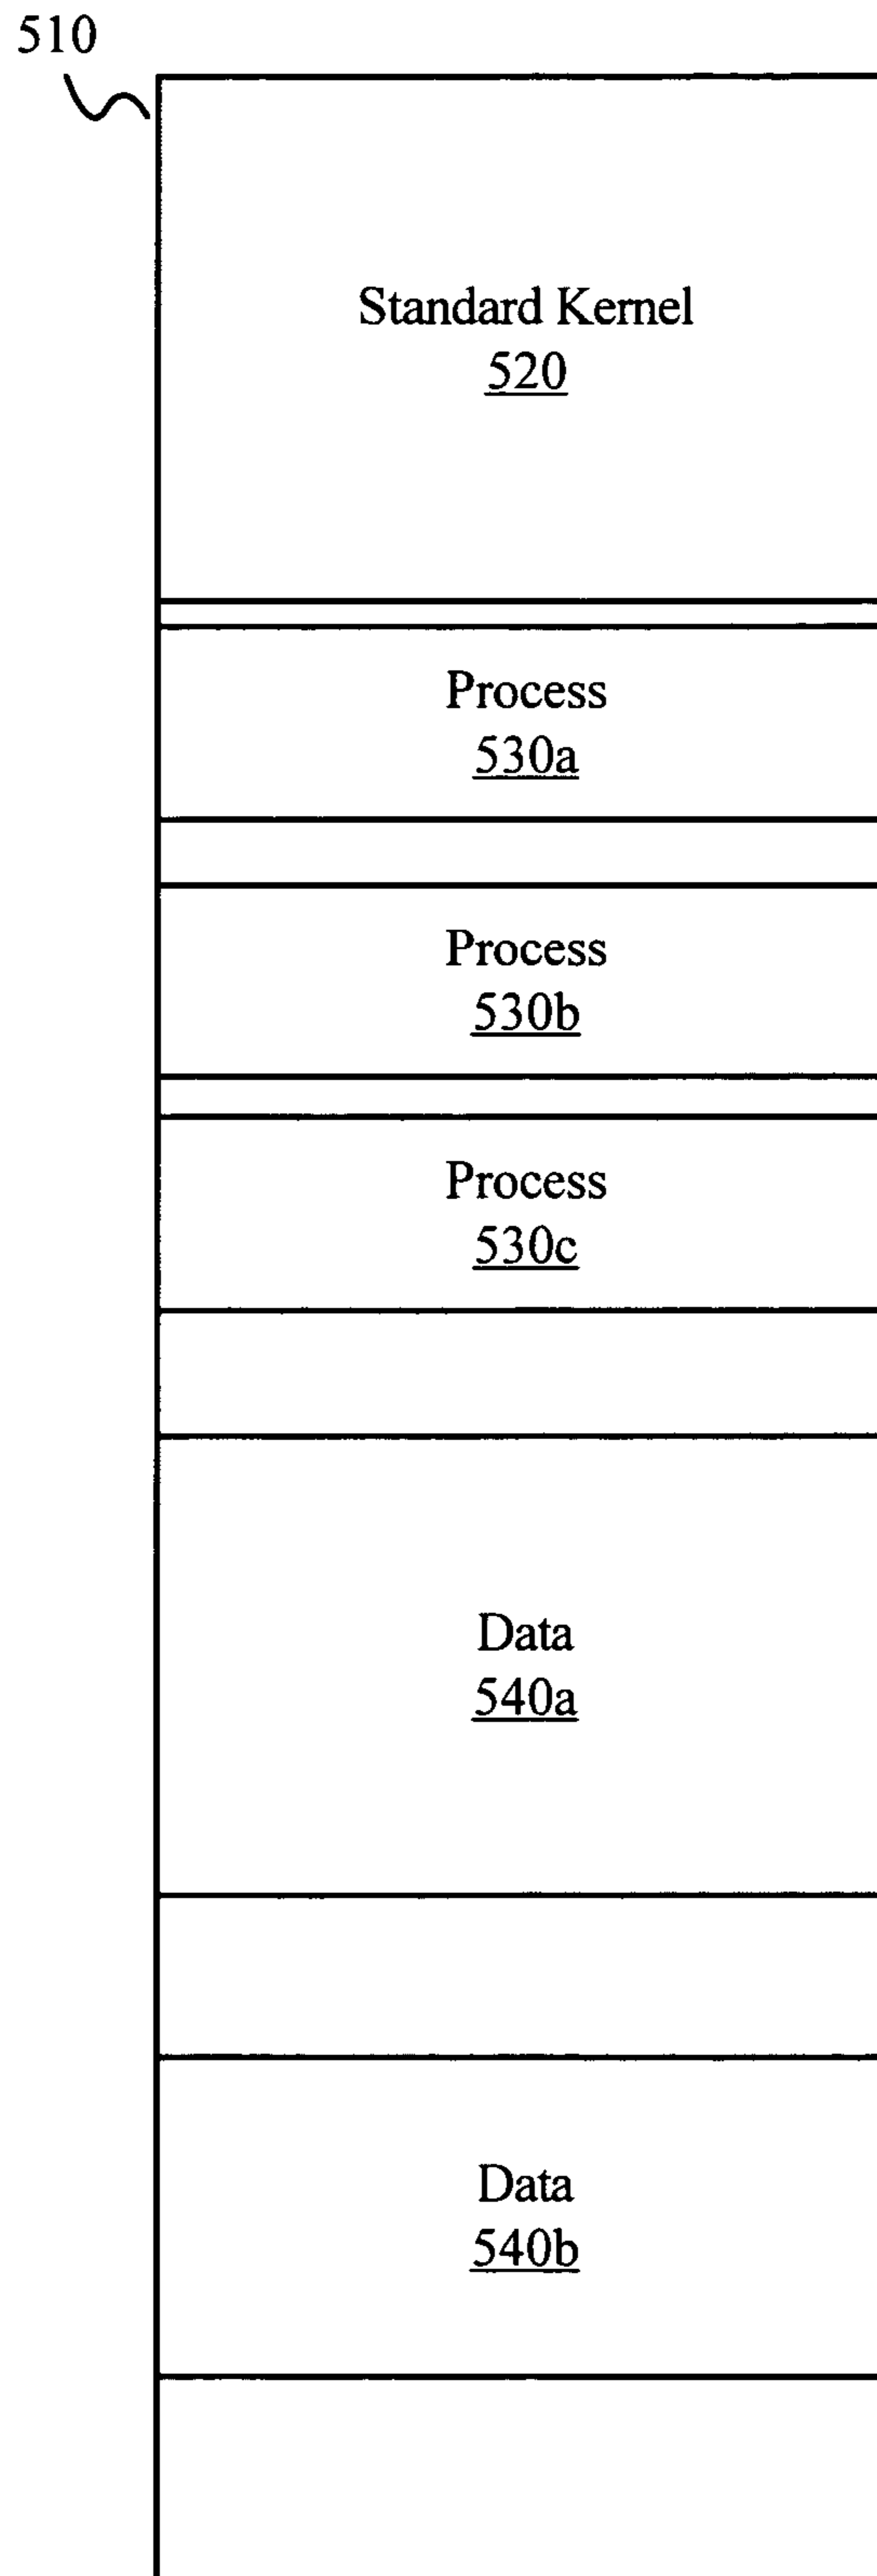 510
Standard Kernel
520
Process
530a
Process
530b
Process
530c
Data
540a
Data
540b